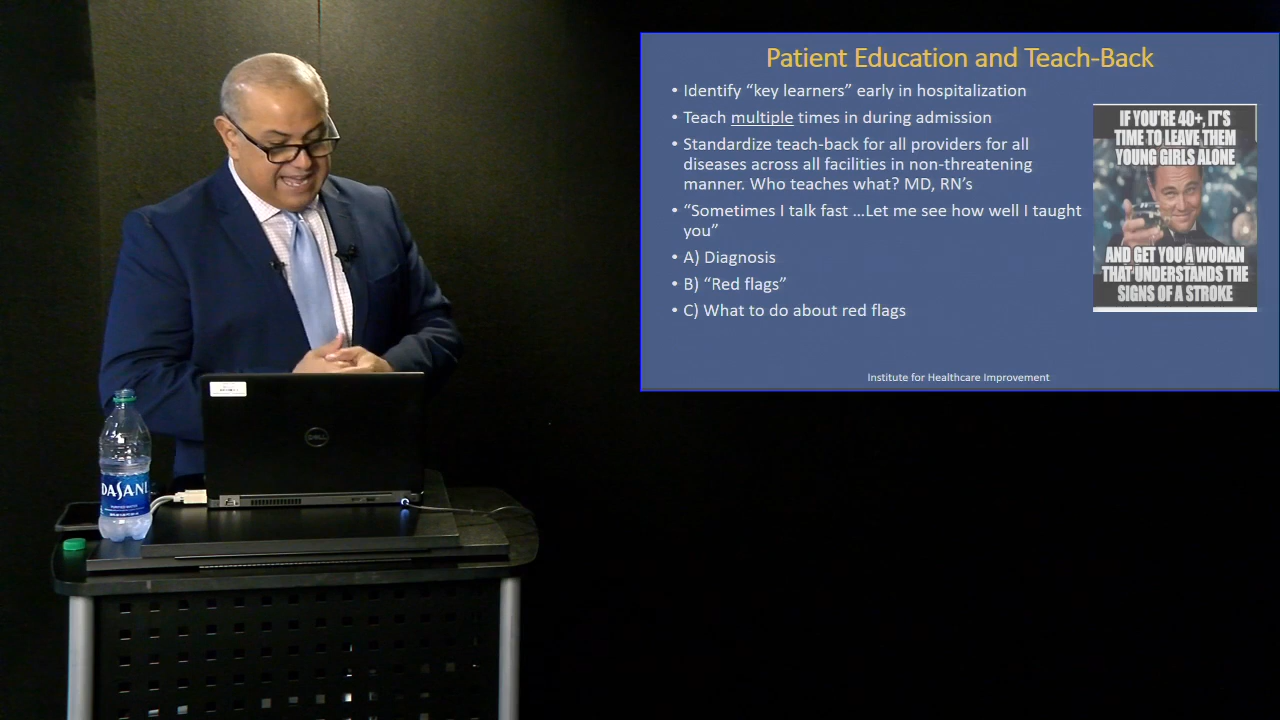 Patient Education and Teach-Back
• Identify “key learners” early in hospitalization
• Teach multiple times in during admission
• Standardize teach-back for all providers for all
diseases across all facilities in non-threatening
manner. Who teaches what? MD, RN’s
• “Sometimes I talk fast ...Let me see how well I taught
you”
• A) Diagnosis
• B) “Red flags”
• C) What to do about red flags
IF YOU'RE 40+, IT'S
TIME TO LEAVE THEM
YOUNG GIRLS ALONE
AND GET YOU A WOMAN
THAT UNDERSTANDS THE
SIGNS OF A STROKE
Institute for Healthcare Improvement
DELL
DASANI